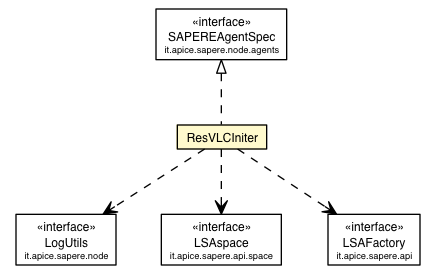 «interface»
SAPEREAgentSpec
it.apice.sapere.node.agents
ResVLCIniter
«interface»
LogUtils
it.apice.sapere.node
«interface»
LSAspace
it.apice.sapere.api.space
«interface»
LSAFactory
it.apice.sapere.api